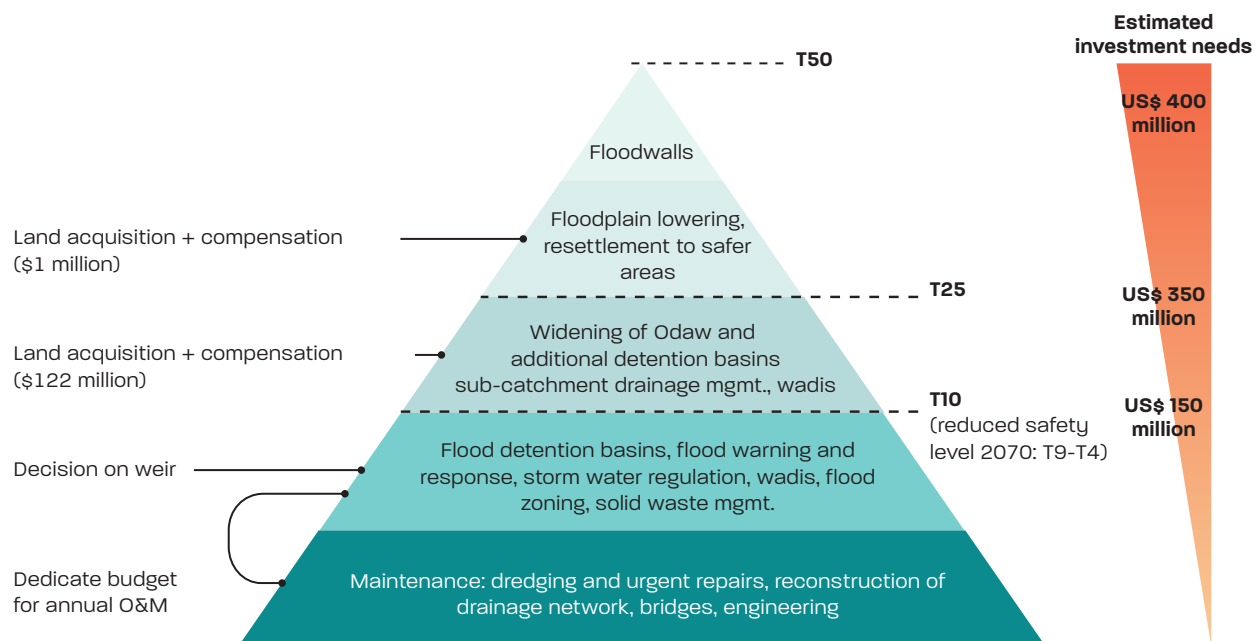 Estimated
investment needs
T50
US$ 400
million
Floodwalls
Land acquisition + compensation
($1 million)
Floodplain lowering,
resettlement to safer
areas
T25
US$ 350
million
Land acquisition + compensation
($122 million)
Widening of Odaw and
additional detention basins
sub-catchment drainage mgmt., wadis
T10
(reduced safety
level 2070: T9-T4)
US$ 150
million
Decision on weir
Flood detention basins, flood warning and
response, storm water regulation, wadis, flood
zoning, solid waste mgmt.
Dedicate budget
for annual O&M
Maintenance: dredging and urgent repairs, reconstruction of
drainage network, bridges, engineering